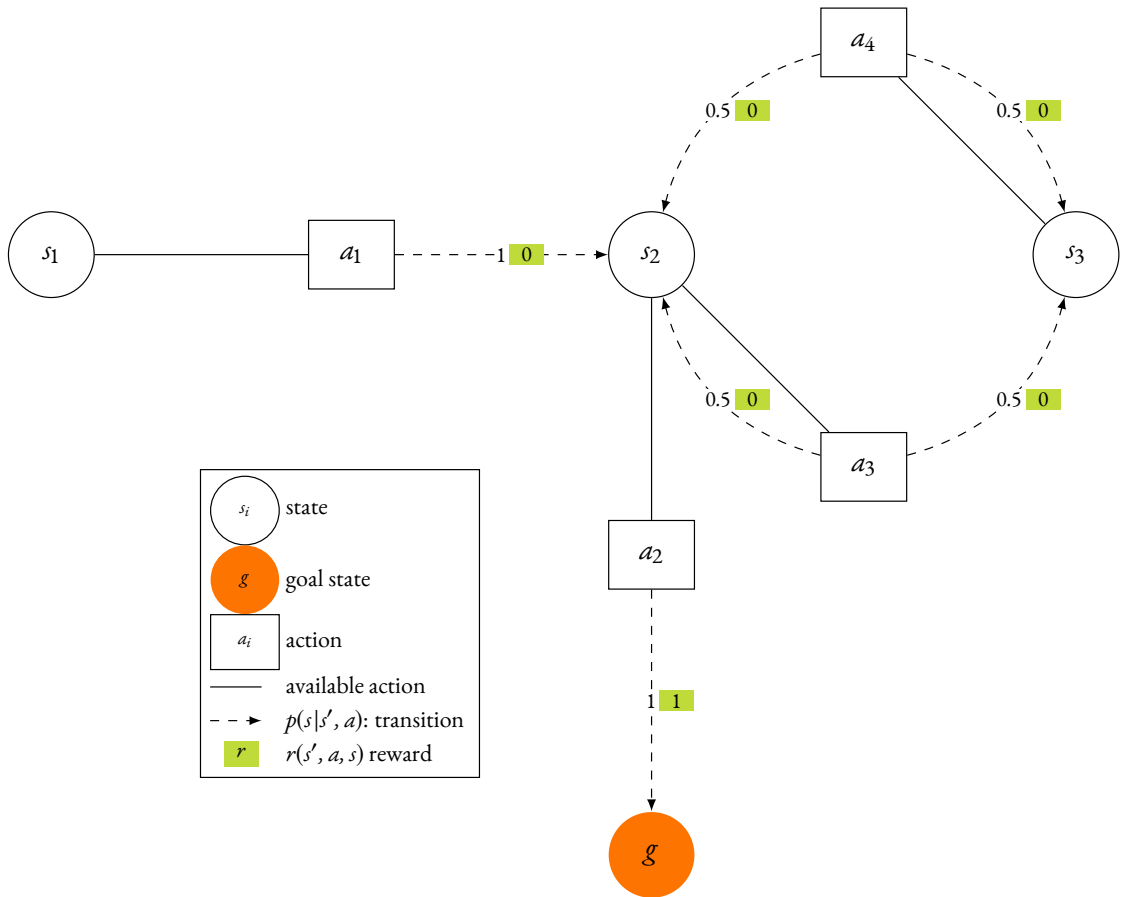 a4
0.5 0
0.5 0
s1
a1
1 0
s2
s3
0.5 0
0.5 0
a3
si state
a2
g goal state
ai action
available action
1 1
p(s|s′, a): transition
r r(s′, a, s) reward
g